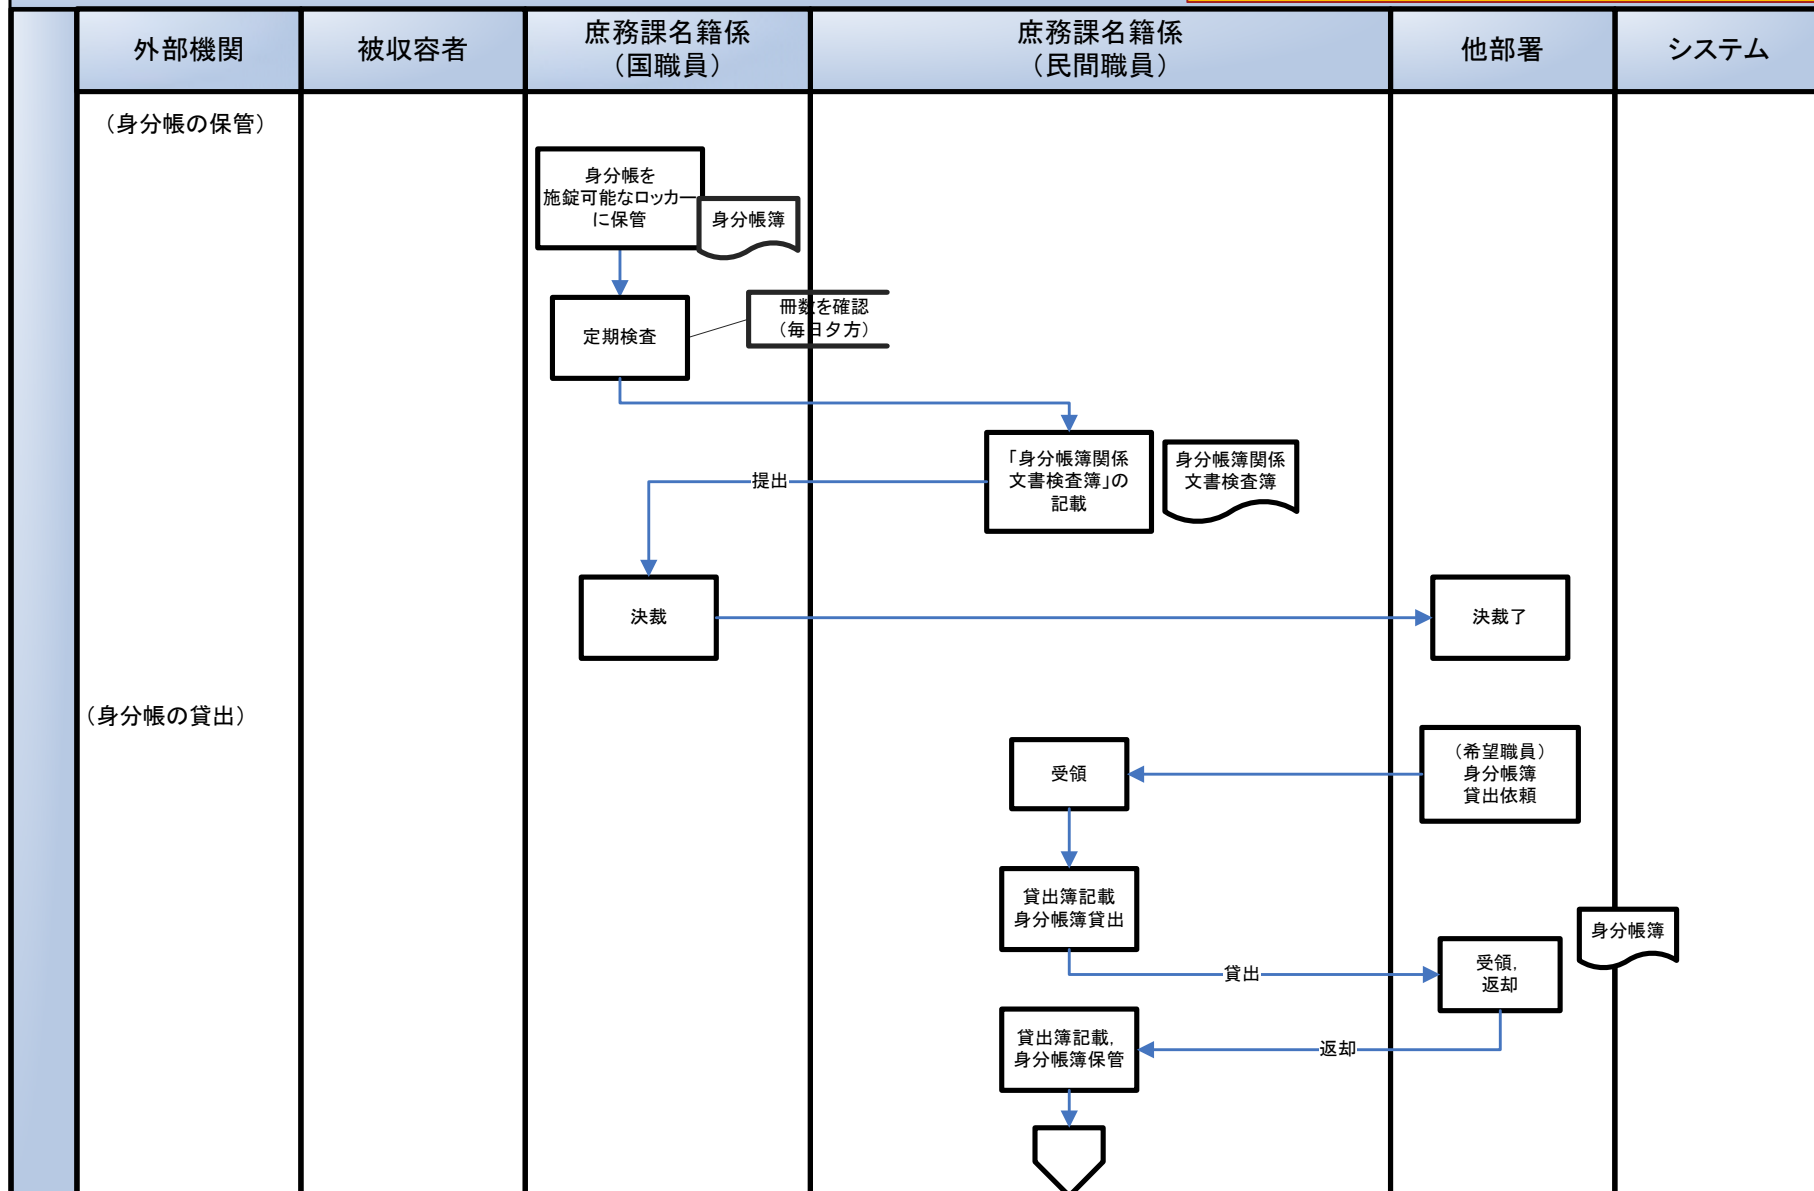 外部機関
被収容者
庶務課名籍係
（国職員）
庶務課名籍係
（民間職員）
他部署
システム
（身分帳の保管）
身分帳を
施錠可能なロッカー
に保管
身分帳簿
定期検査
冊数を確認
（毎日夕方）
「身分帳簿関係
文書検査簿」の
記載
身分帳簿関係
文書検査簿
提出
決裁
決裁了
（身分帳の貸出）
（希望職員）
身分帳簿
貸出依頼
受領
貸出簿記載
身分帳簿貸出
身分帳簿
貸出
受領，
返却
貸出簿記載，
身分帳簿保管
返却